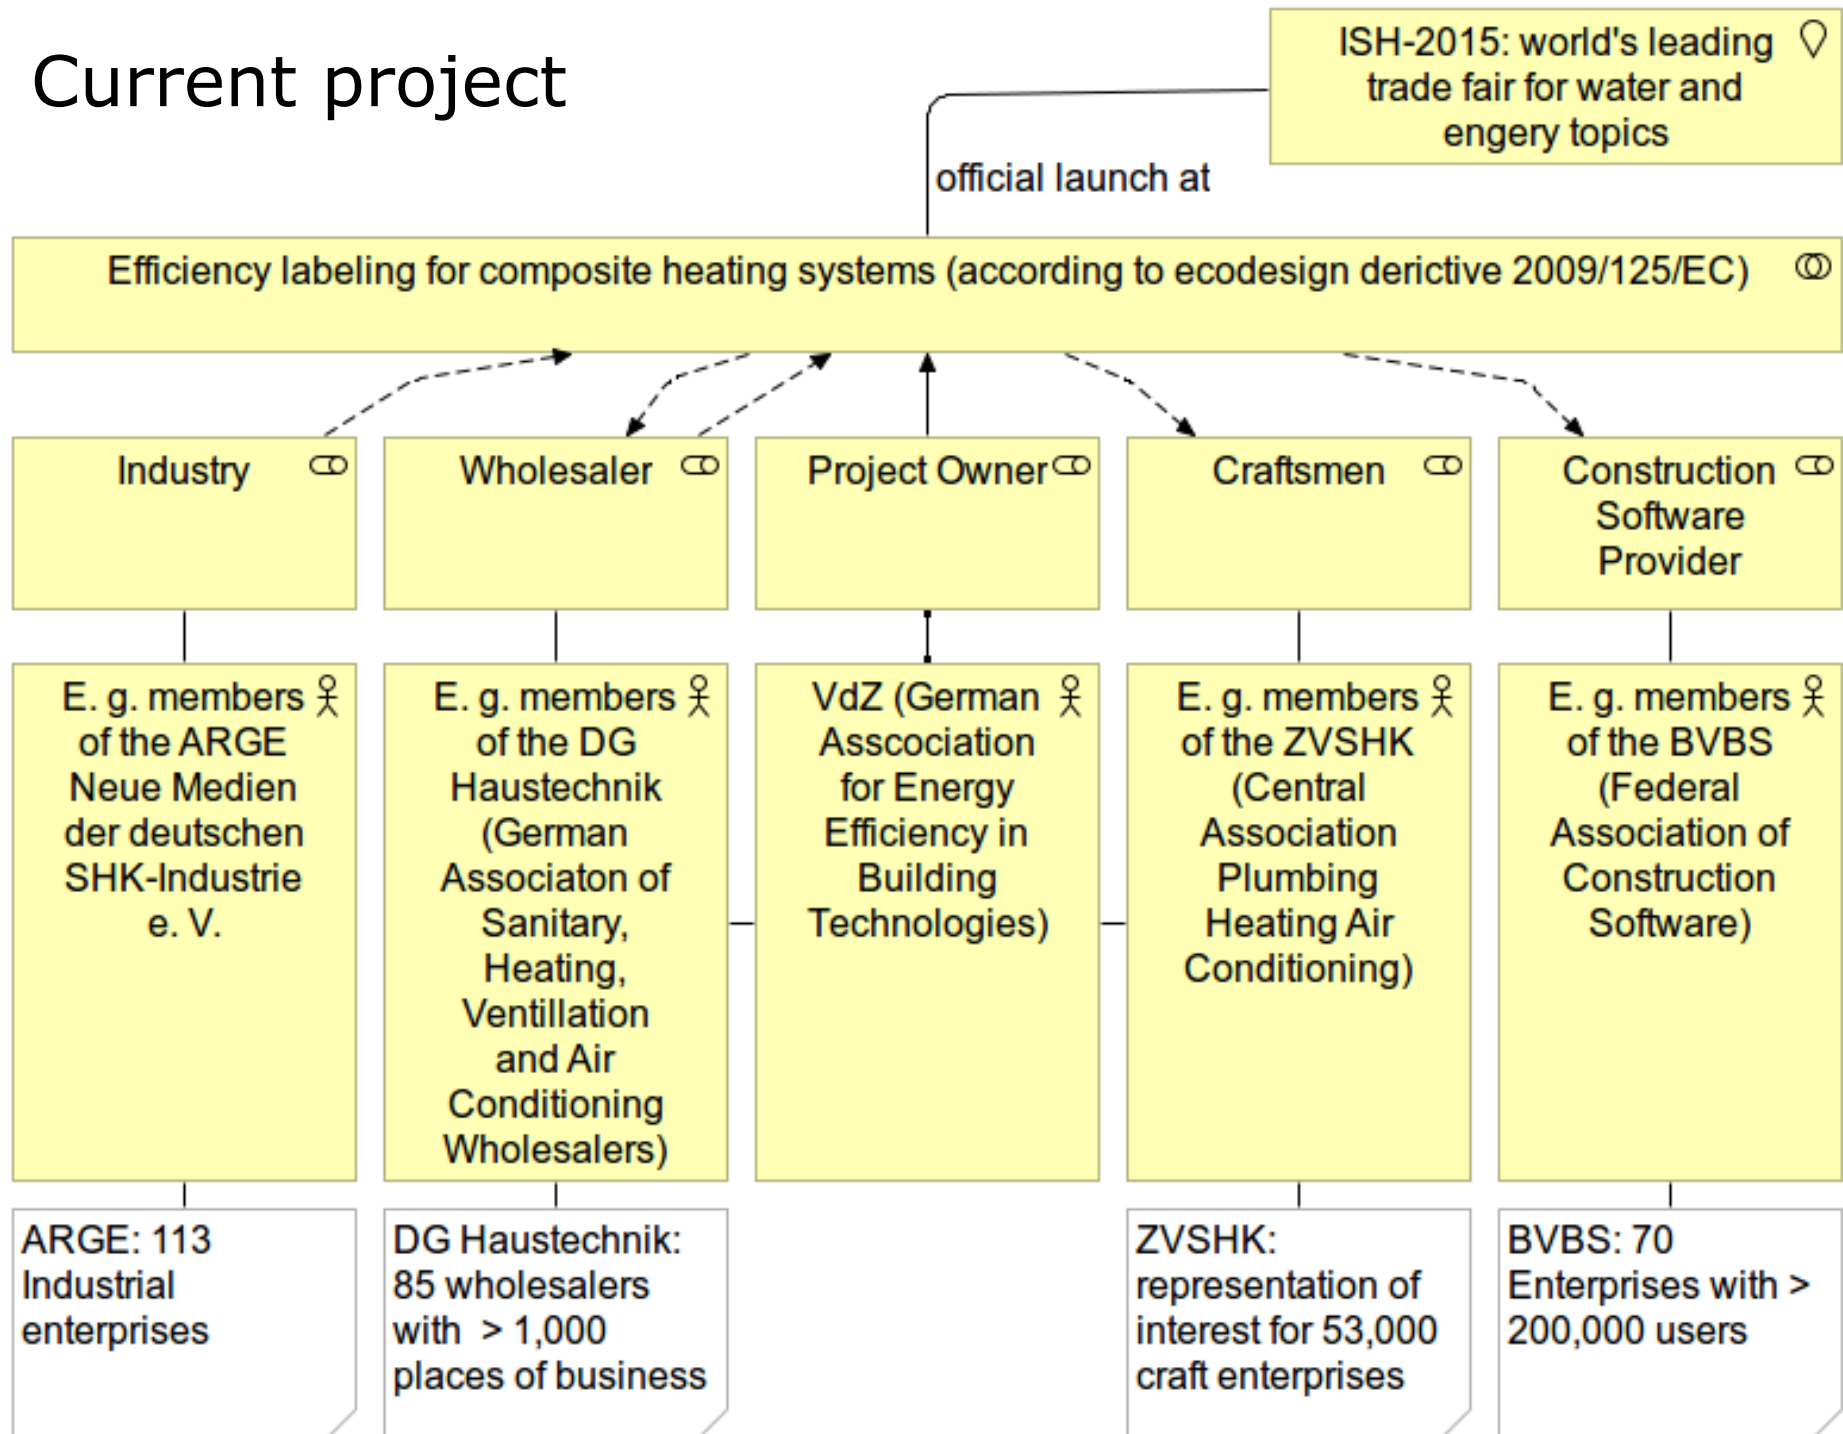 Current project
ISH-2015: world's leading
trade fair for water and
engery topics
official launch at
Efficiency labeling for composite heating systems (according to ecodesign derictive 2009/125/EC)
Industry
Wholesaler
Project Owner
Craftsmen
Construction
Software
Provider
E. g. members
of the ARGE
Neue Medien
der deutschen
SHK-Industrie
e. V.
E. g. members
of the DG
Haustechnik
(German
Associaton of
Sanitary,
Heating,
Ventillation
and Air
Conditioning
Wholesalers)
VdZ (German
Asscociation
for Energy
Efficiency in
Building
Technologies)
E. g. members
of the ZVSHK
(Central
Association
Plumbing
Heating Air
Conditioning)
E. g. members
of the BVBS
(Federal
Association of
Construction
Software)
ARGE: 113
Industrial
enterprises
DG Haustechnik:
85 wholesalers
with  > 1,000
places of business
ZVSHK:
representation of
interest for 53,000
craft enterprises
BVBS: 70
Enterprises with >
200,000 users